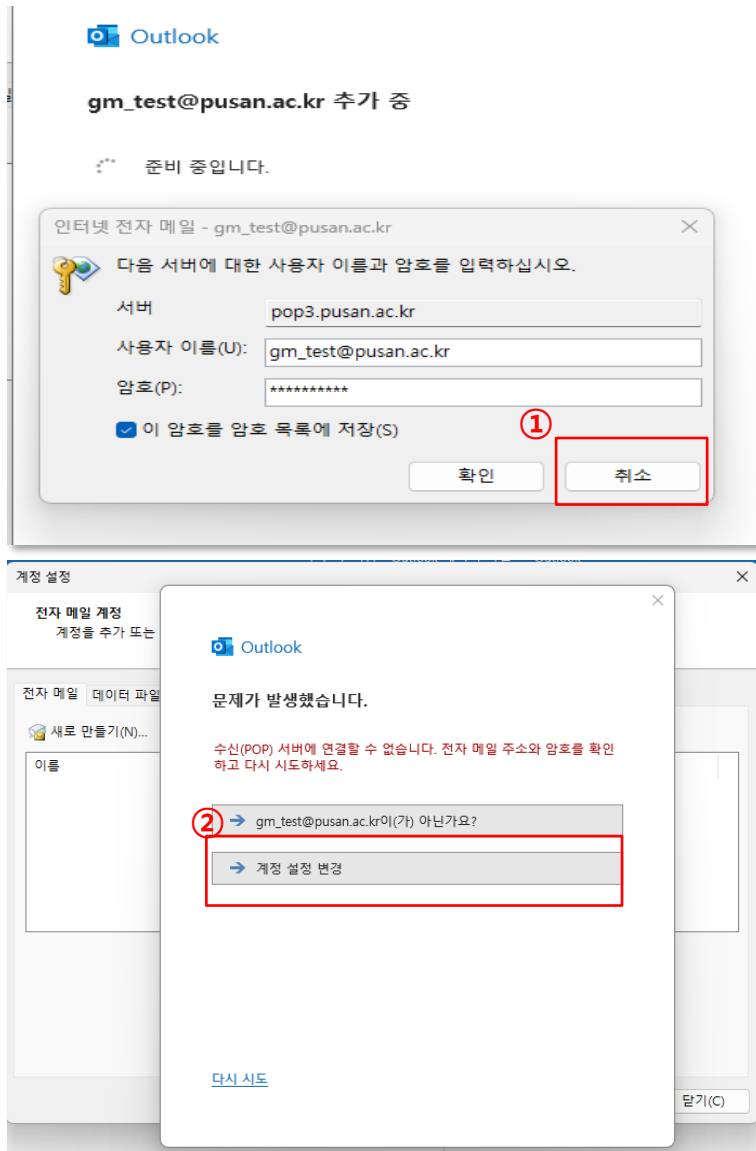 Outlook
gm_test@pusan.ac.kr 추가 중
준비 중입니다.
인터넷 전자 메일 - gm_test@pusan.ac.kr
다음 서버에 대한 사용자 이름과 암호를 입력하십시오.
서버
pop3.pusan.ac.kr
사용자 이름(U):
gm_test@pusan.ac.kr
암호(P):
**********
이 암호를 암호 목록에 저장(S)
①
확인
취소
계정 설정
전자 메일 계정
계정을 추가 또는
Outlook
전자 메일
데이터 파일
문제가 발생했습니다.
새로 만들기(N)...
수신(POP) 서버에 연결할 수 없습니다. 전자 메일 주소와 암호를 확인
하고 다시 시도하세요.
이름
②
gm_test@pusan.ac.kr이(가) 아닌가요?
계정 설정 변경
다시 시도
닫기(C)